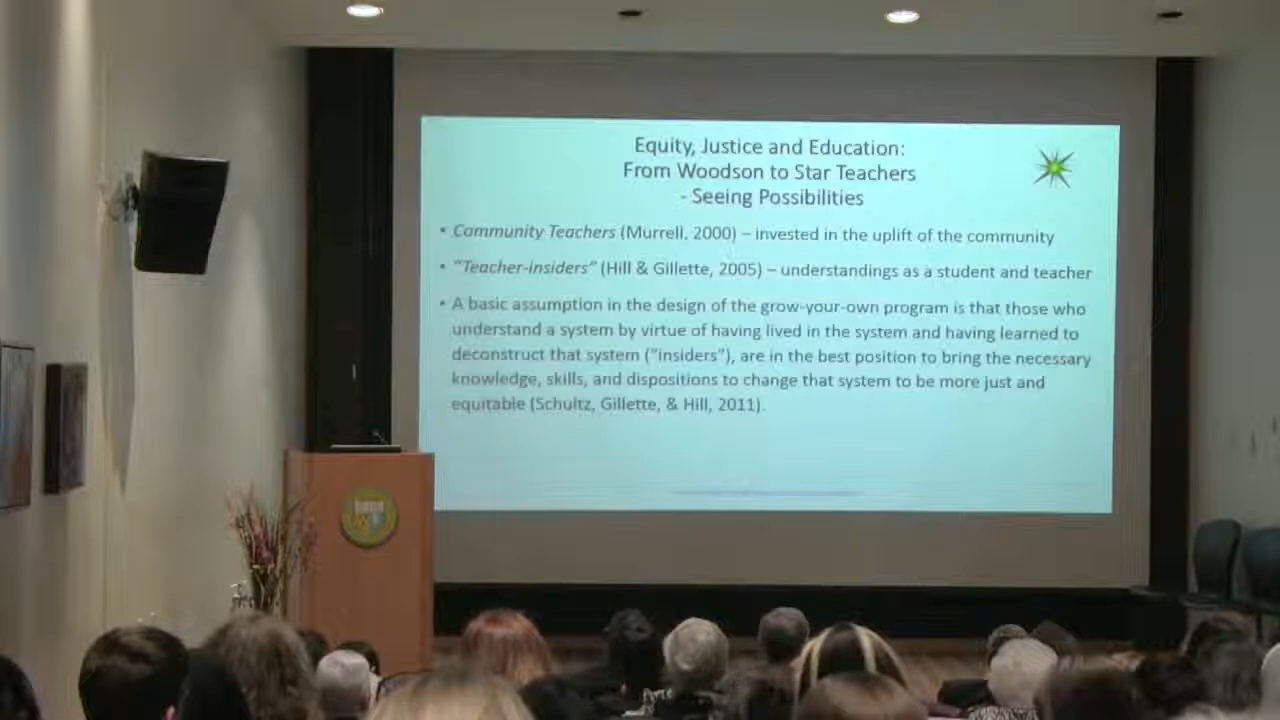 Equity, Justice and Education:
From Woodson to Star Teachers
- Seeing Possibilities
• Community Teachers (Murrell, 2000) – invested in the uplift of the community
• "Teacher-insiders" (Hill & Gillette, 2005) – understandings as a student and teacher
• A basic assumption in the design of the grow-your-own program is that those who
understand a system by virtue of having lived in the system and having learned to
deconstruct that system ("insiders"), are in the best position to bring the necessary
knowledge, skills, and dispositions to change that system to be more just and
equitable (Schultz, Gillette, & Hill, 2011).